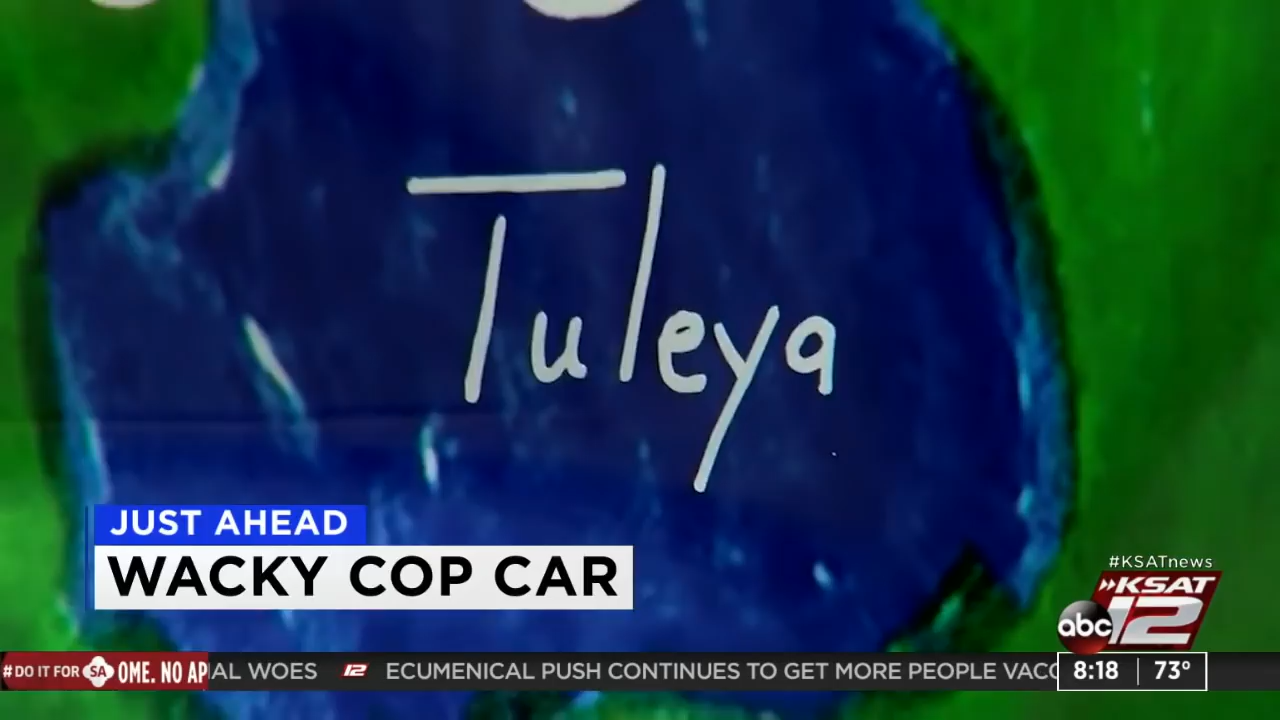 Tuleya
JUST AHEAD
WACKY COP CAR
#KSATnews
KSAT
abc 12
#DO IT FOR SA OME. NO AP IAL WOES 12 ECUMENICAL PUSH CONTINUES TO GET MORE PEOPLE VACC 8:18 73°